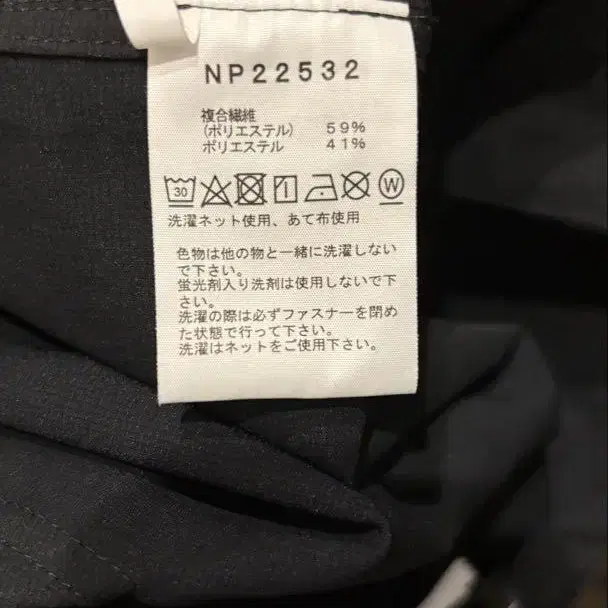 NP22532
複合繊維
(ポリエステル) 59%
ポリエステル 41%
30 W
洗濯ネット使用、あて布使用
色物は他の物と一緒に洗濯しない
で下さい。
蛍光剤入り洗剤は使用しないで下
さい。
洗濯の際は必ずファスナーを閉め
た状態で行って下さい。
洗濯はネットをご使用下さい。